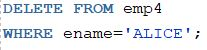 DELETE FROM emp4
WHERE ename='ALICE';